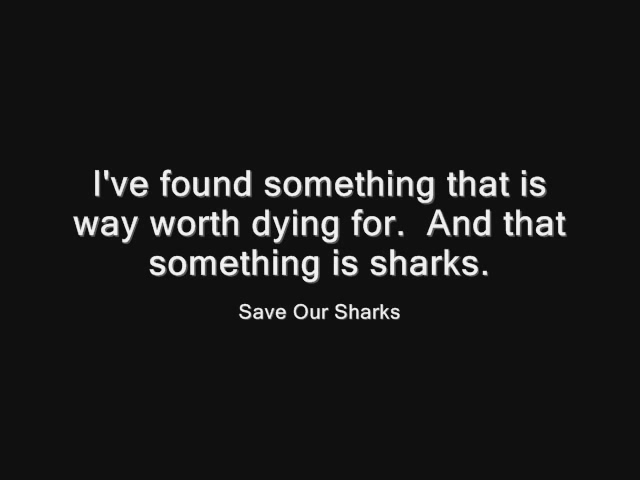 I've found something that is
way worth dying for.  And that
something is sharks.
Save Our Sharks